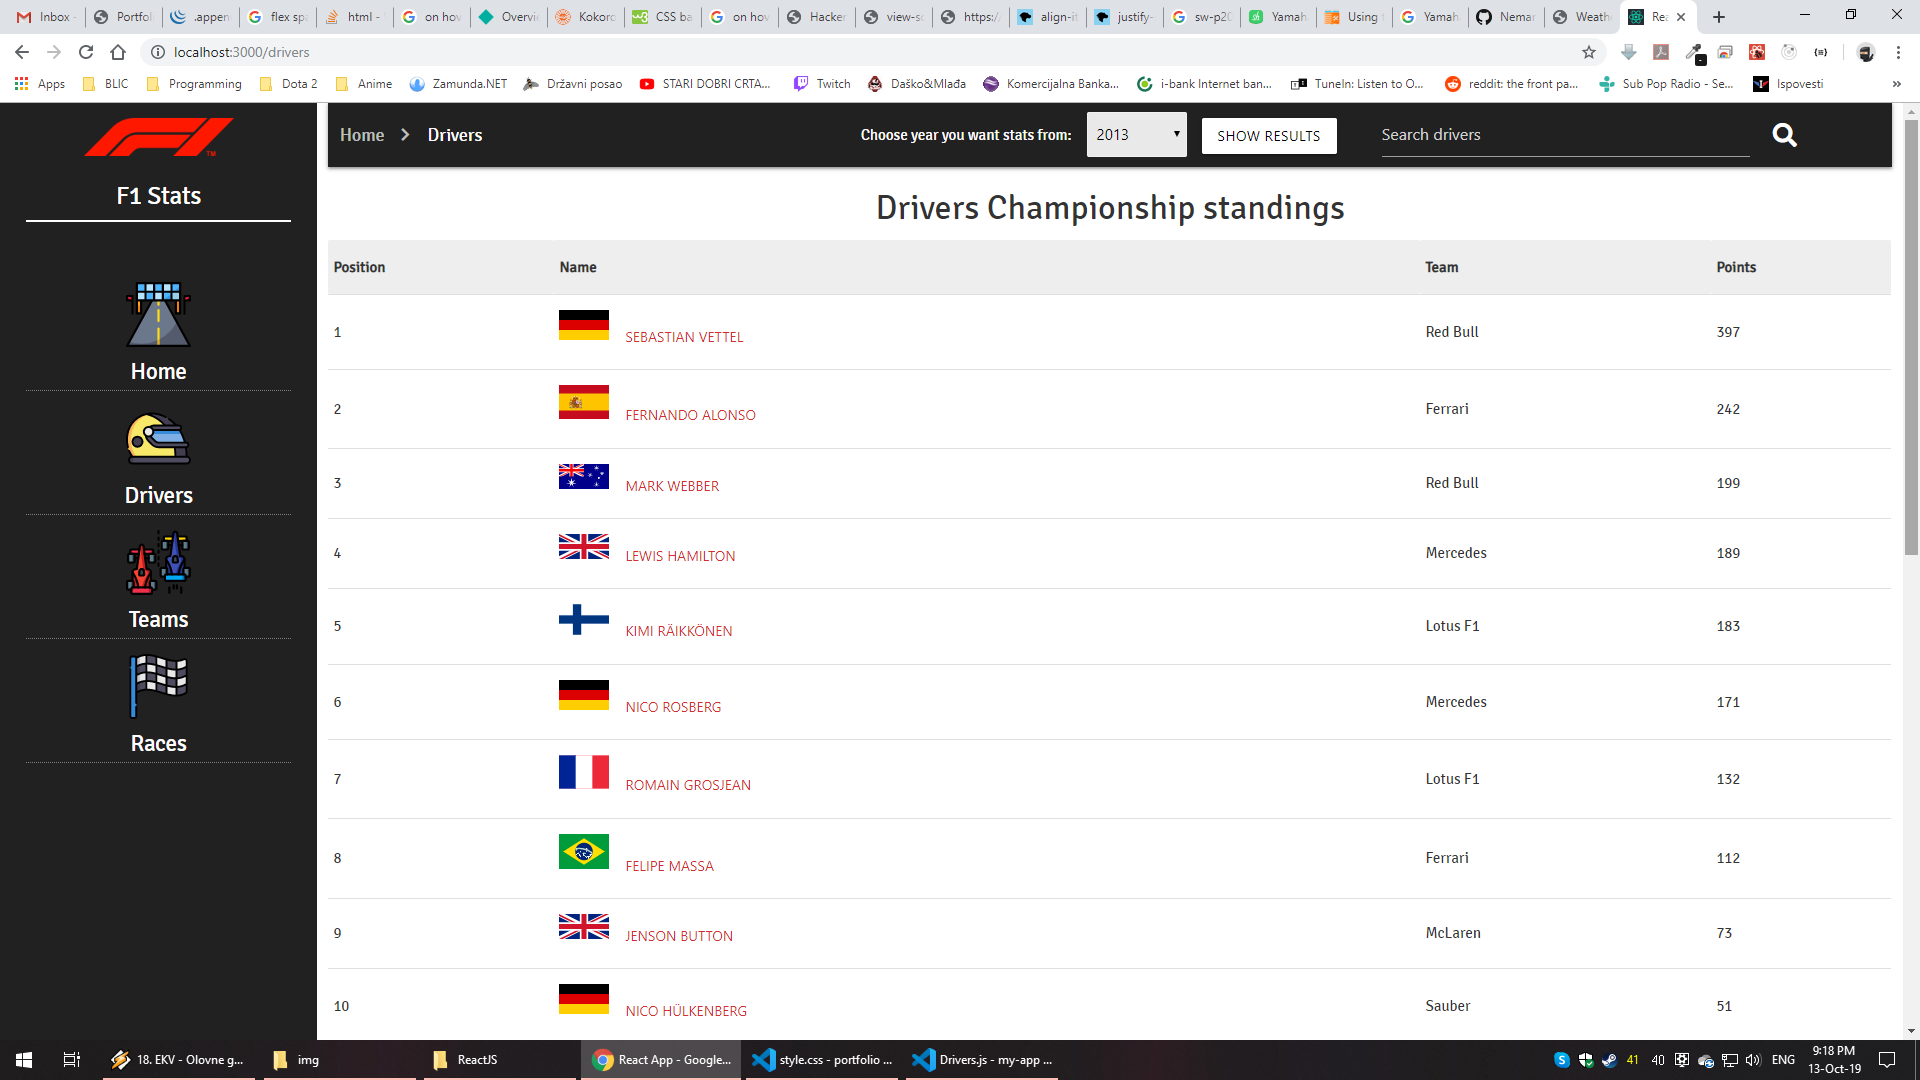 Inbox
Portfol
.appen
flex spa
html -
on hov
Overvi
Kokoro
CSS ba
on hov
Hacker
view-so
https:/
align-it
justify-
sw-p20
Yamah
Using
Yamah
Nemar
Weath
Rea
localhost:3000/drivers
Apps
BLIC
Programming
Dota 2
Anime
Zamunda.NET
Državni posao
STARI DOBRI CRTA...
Twitch
Daško&Mlađa
Komercijalna Banka...
i-bank Internet ban...
TuneIn: Listen to O...
reddit: the front pa...
Sub Pop Radio - Se...
Ispovesti
»
F1 Stats
Home
Drivers
Teams
Races
Home > Drivers
Choose year you want stats from:
2013
SHOW RESULTS
Search drivers
Drivers Championship standings
Position Name Team Points
1 SEBASTIAN VETTEL Red Bull 397
2 FERNANDO ALONSO Ferrari 242
3 MARK WEBBER Red Bull 199
4 LEWIS HAMILTON Mercedes 189
5 KIMI RÄIKKÖNEN Lotus F1 183
6 NICO ROSBERG Mercedes 171
7 ROMAIN GROSJEAN Lotus F1 132
8 FELIPE MASSA Ferrari 112
9 JENSON BUTTON McLaren 73
10 NICO HÜLKENBERG Sauber 51
18. EKV - Olovne g...
img
ReactJS
React App - Google...
style.css - portfolio ...
Drivers.js - my-app ...
41
40
ENG
9:18 PM
13-Oct-19